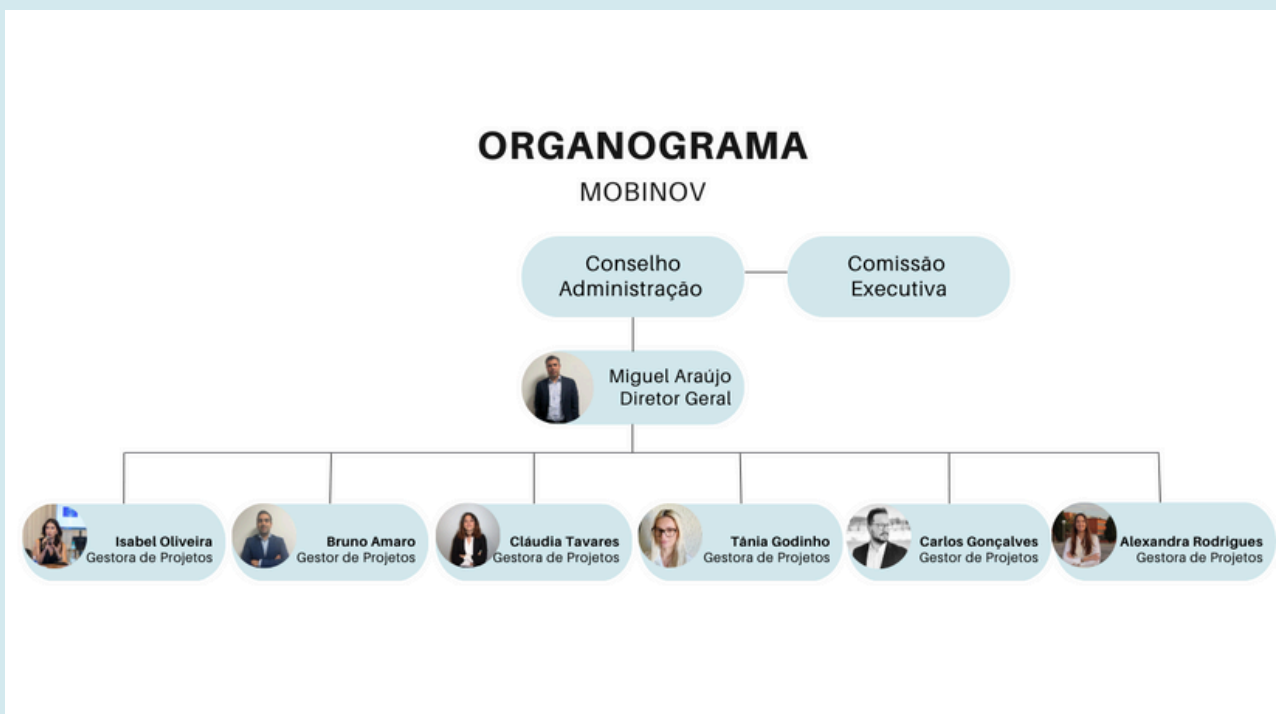 ORGANOGRAMA
MOBINOV
Conselho
Administração
Comissão
Executiva
Miguel Araújo
Diretor Geral
Isabel Oliveira
Gestora de Projetos
Bruno Amaro
Gestor de Projetos
Cláudia Tavares
Gestora de Projetos
Tânia Godinho
Gestora de Projetos
Carlos Gonçalves
Gestor de Projetos
Alexandra Rodrigues
Gestora de Projetos